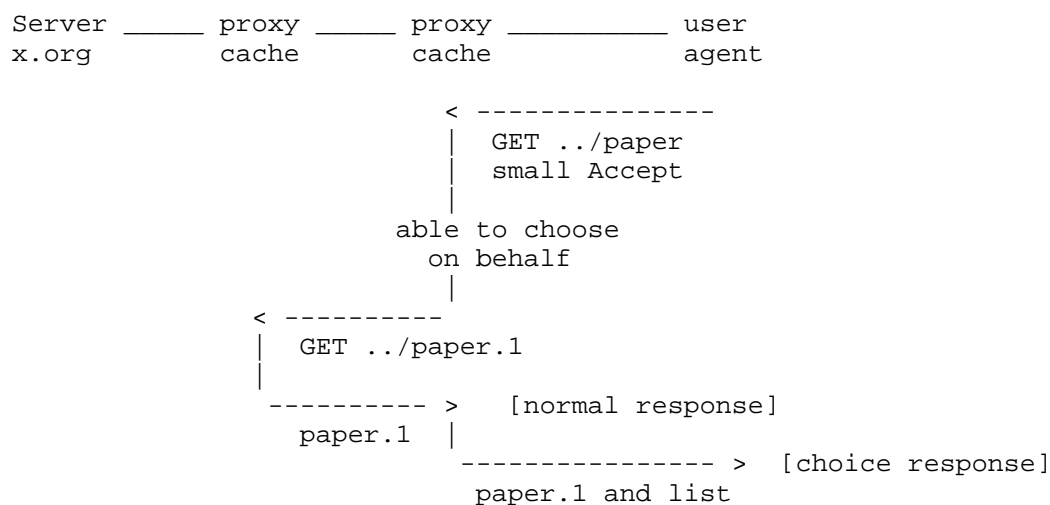 Server _____ proxy _____ proxy __________ user
x.org        cache       cache            agent
< ---------------
|  GET ../paper
|  small Accept
|
able to choose
on behalf
|
< ----------
|  GET ../paper.1
|
---------- >   [normal response]
paper.1  |
---------------- >  [choice response]
paper.1 and list